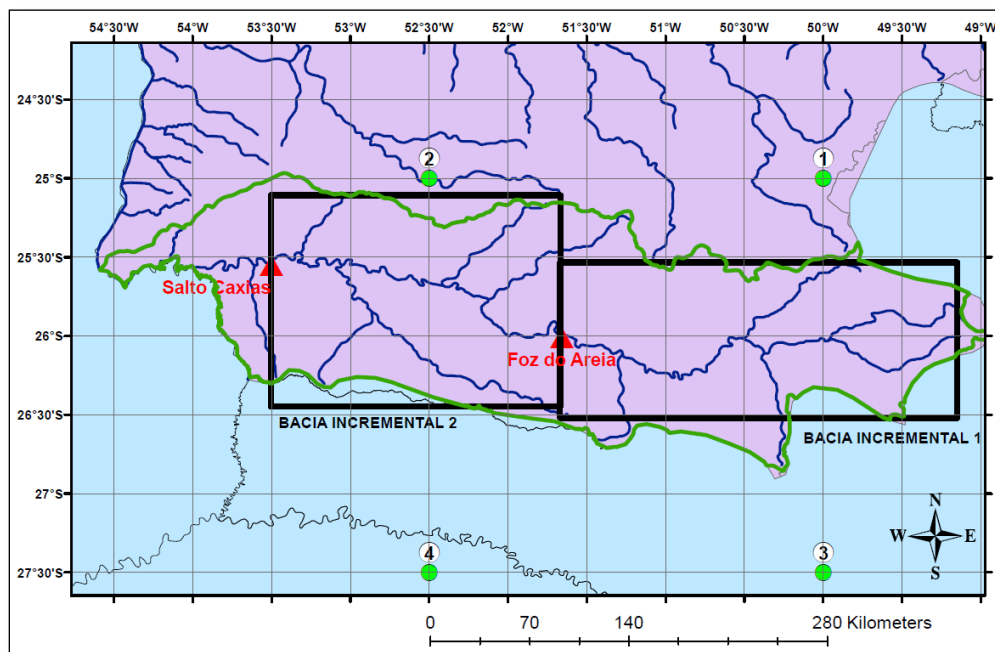 54°30'W 54°W 53°30'W 53°W 52°30'W 52°W 51°30'W 51°W 50°30'W 50°W 49°30'W 49°W
24°30'S
2
1
25°S
25°30'S
Salto Caxias
26°S
Foz do Areia
26°30'S
BACIA INCREMENTAL 2
BACIA INCREMENTAL 1
27°S
N
W E
S
4
3
27°30'S
0 70 140 280 Kilometers